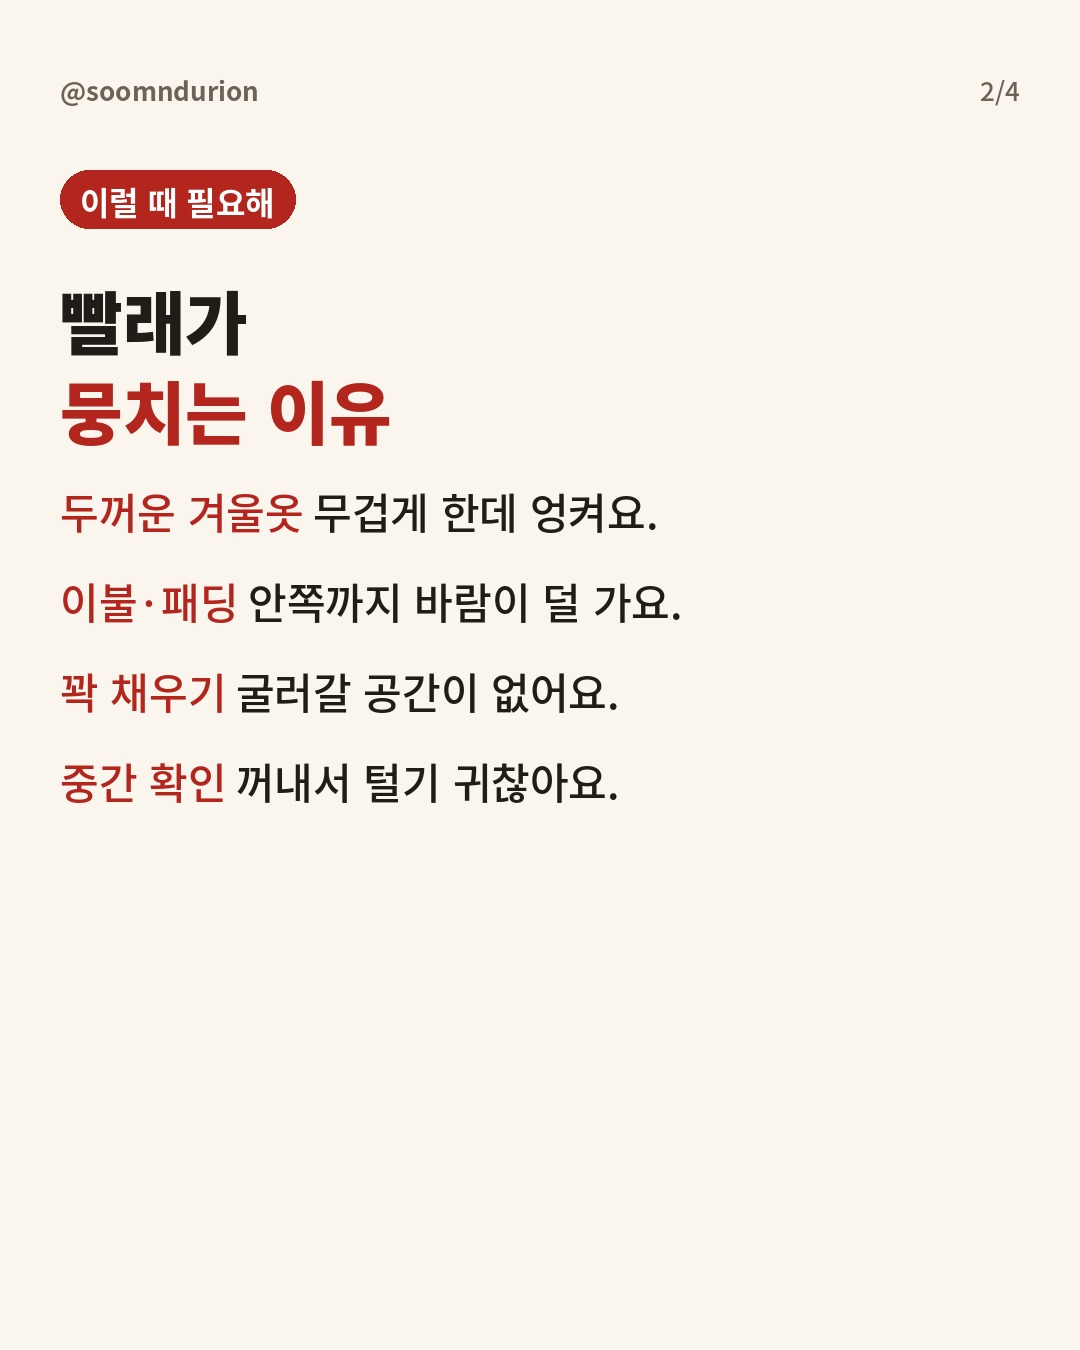 @soomndurion
2/4
이럴 때 필요해
빨래가
뭉치는 이유
두꺼운 겨울옷 무겁게 한데 엉켜요.
이불·패딩 안쪽까지 바람이 덜 가요.
꽉 채우기 굴러갈 공간이 없어요.
중간 확인 꺼내서 털기 귀찮아요.